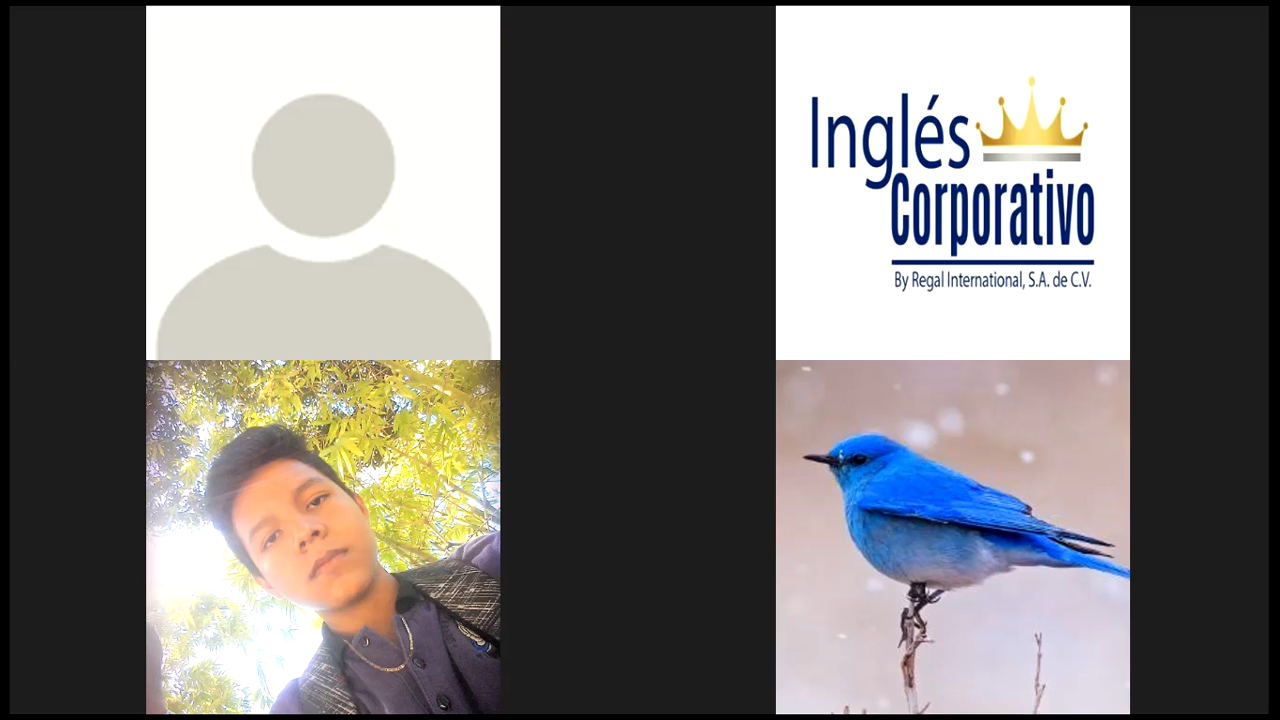 Inglés
Corporativo
By Regal International, S.A. de C.V.